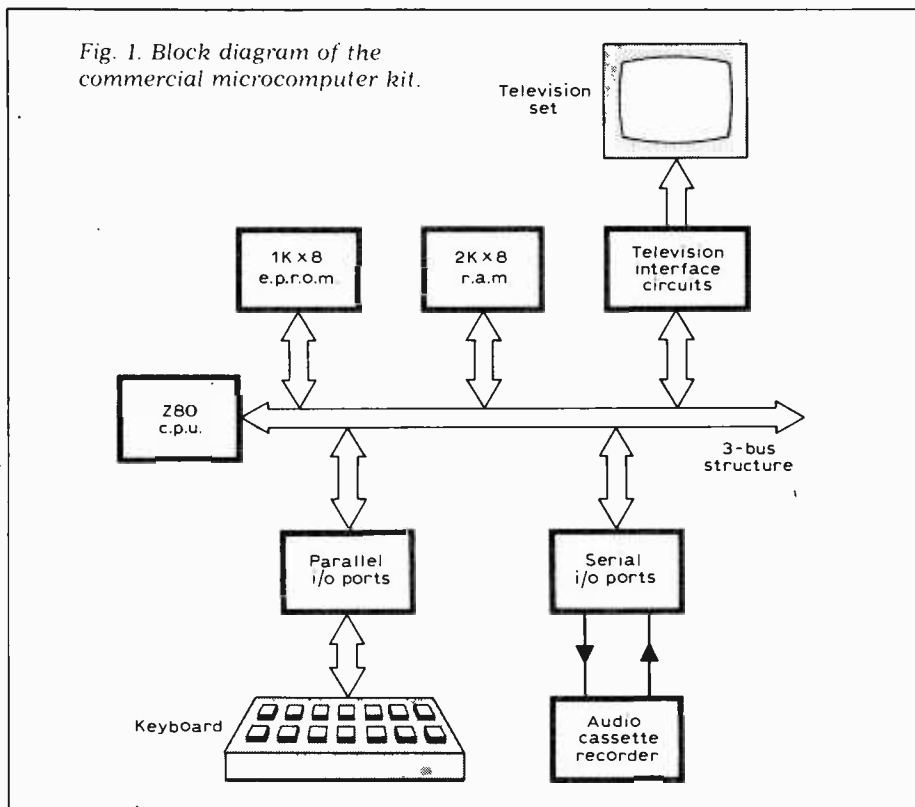 Fig. 1. Block diagram of the
commercial microcomputer kit.
Television
set
1K × 8
e.p.r.o.m.
2K × 8
r.a.m
Television
interface
circuits
Z80
c.p.u.
3-bus
structure
Parallel
i/o ports
Serial
i/o ports
Keyboard
Audio
cassette
recorder